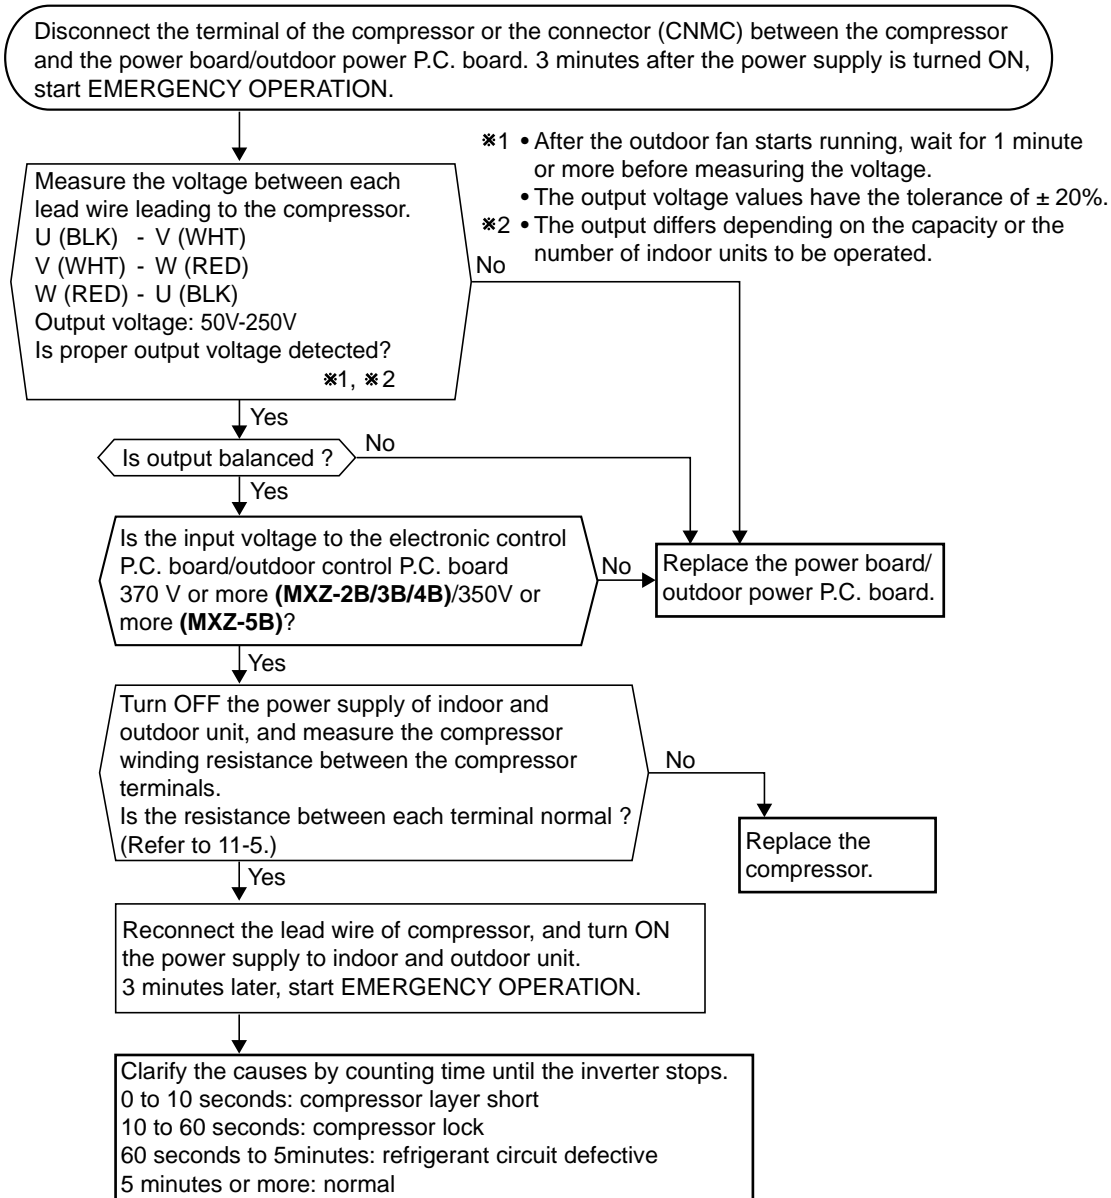 Disconnect the terminal of the compressor or the connector (CNMC) between the compressor
and the power board/outdoor power P.C. board. 3 minutes after the power supply is turned ON,
start EMERGENCY OPERATION.
※1 • After the outdoor fan starts running, wait for 1 minute
or more before measuring the voltage.
• The output voltage values have the tolerance of ± 20%.
※2 • The output differs depending on the capacity or the
number of indoor units to be operated.
Measure the voltage between each
lead wire leading to the compressor.
U (BLK) - V (WHT)
V (WHT) - W (RED)
W (RED) - U (BLK)
Output voltage: 50V-250V
Is proper output voltage detected?
※1, ※2
No
Yes
Is output balanced ?
No
Yes
Is the input voltage to the electronic control
P.C. board/outdoor control P.C. board
370 V or more (MXZ-2B/3B/4B)/350V or
more (MXZ-5B)?
No
Replace the power board/
outdoor power P.C. board.
Yes
Turn OFF the power supply of indoor and
outdoor unit, and measure the compressor
winding resistance between the compressor
terminals.
Is the resistance between each terminal normal ?
(Refer to 11-5.)
No
Replace the
compressor.
Yes
Reconnect the lead wire of compressor, and turn ON
the power supply to indoor and outdoor unit.
3 minutes later, start EMERGENCY OPERATION.
Clarify the causes by counting time until the inverter stops.
0 to 10 seconds: compressor layer short
10 to 60 seconds: compressor lock
60 seconds to 5minutes: refrigerant circuit defective
5 minutes or more: normal